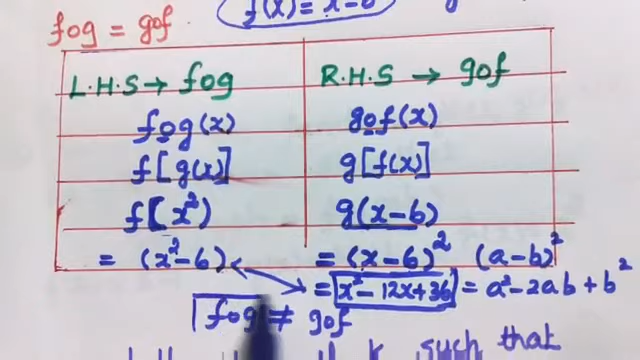 f(x) = x-6
fog = gof
L.H.S → fog R.H.S → gof
fog(x) gof(x)
f[g(x)] g[f(x)]
f[x²) g(x-6)
= (x²-6) = (x-6)² (a-b)²
= x²-12x+36 = a²-2ab+b²
fog ≠ gof
such that